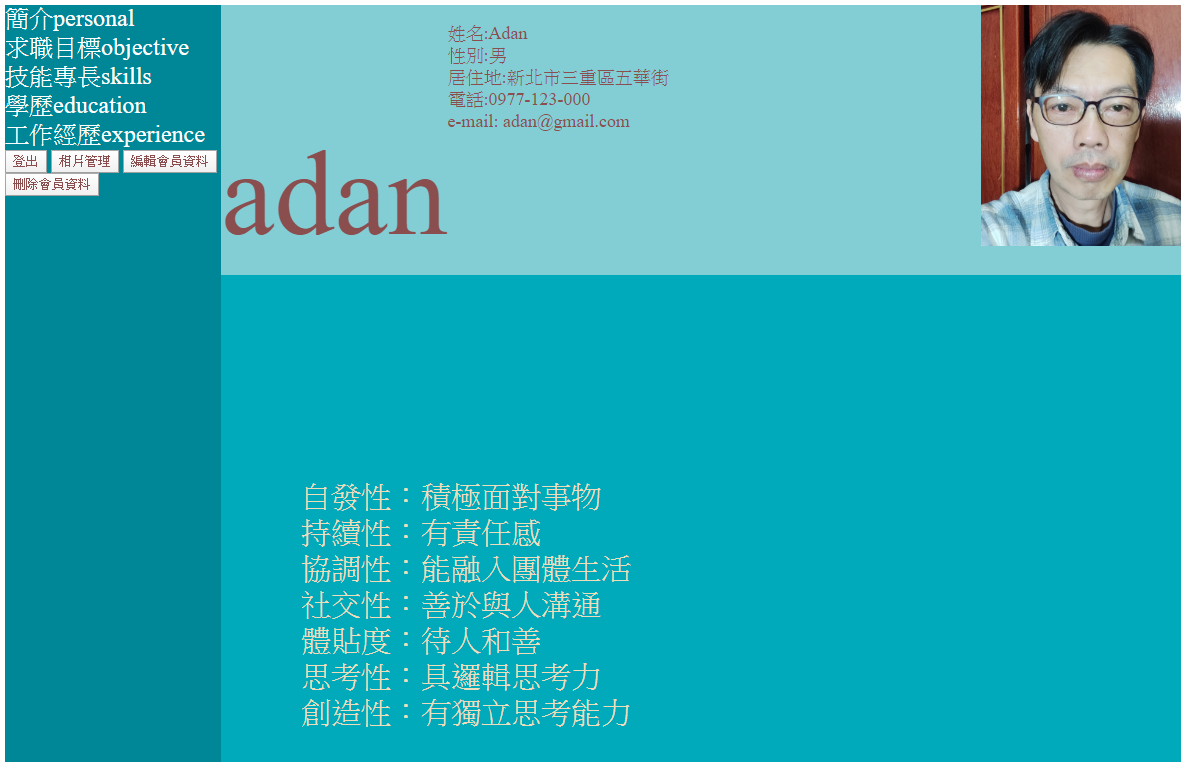 簡介personal
求職目標objective
技能專長skills
學歷education
工作經歷experience
登出 相片管理 編輯會員資料
刪除會員資料
姓名:Adan
性別:男
居住地:新北市三重區五華街
電話:0977-123-000
e-mail: adan@gmail.com
adan
自發性：積極面對事物
持續性：有責任感
協調性：能融入團體生活
社交性：善於與人溝通
體貼度：待人和善
思考性：具邏輯思考力
創造性：有獨立思考能力